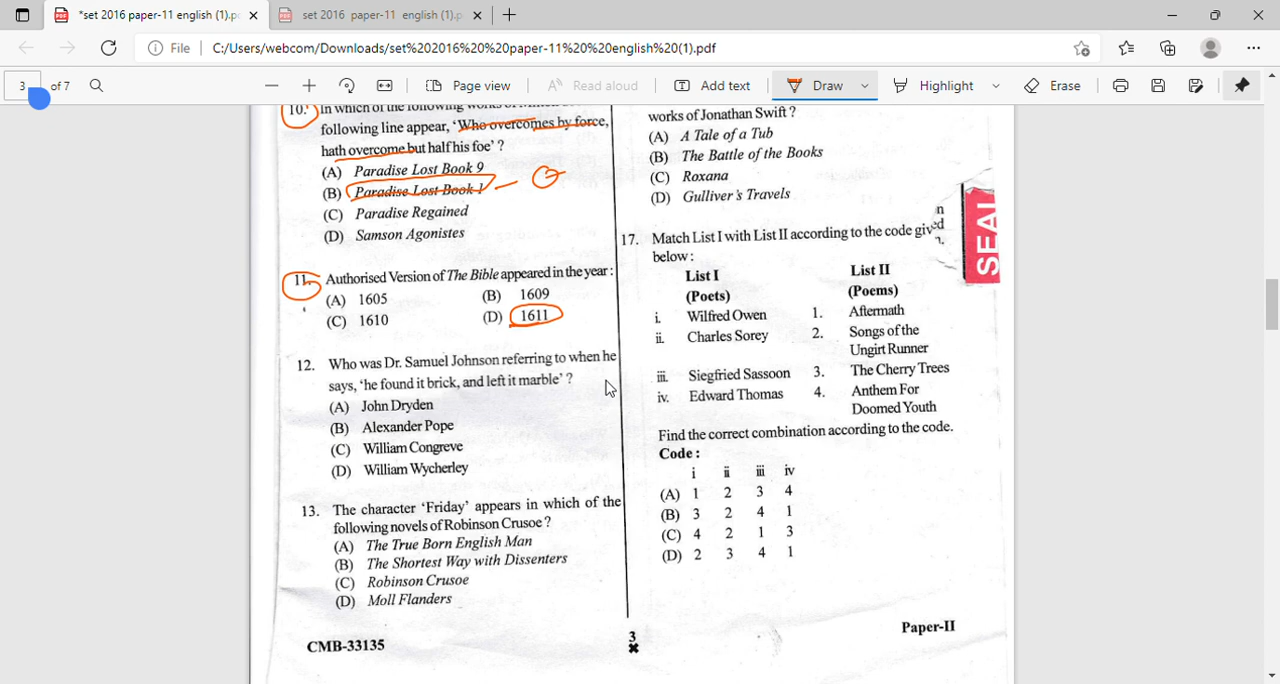 *set 2016 paper-11 english (1).p
set 2016 paper-11 english (1).p
File
C:/Users/webcom/Downloads/set%202016%20%20paper-11%20%20english%20(1).pdf
3
of 7
Page view
Read aloud
Add text
Draw
Highlight
Erase
following line appear, 'Who overcomes by force,
hath overcome but half his foe' ?
(A) Paradise Lost Book 9
(B) Paradise Lost Book 1
(C) Paradise Regained
(D) Samson Agonistes
11. Authorised Version of The Bible appeared in the year :
(A) 1605 (B) 1609
(C) 1610 (D) 1611
12. Who was Dr. Samuel Johnson referring to when he
says, 'he found it brick, and left it marble' ?
(A) John Dryden
(B) Alexander Pope
(C) William Congreve
(D) William Wycherley
13. The character 'Friday' appears in which of the
following novels of Robinson Crusoe ?
(A) The True Born English Man
(B) The Shortest Way with Dissenters
(C) Robinson Crusoe
(D) Moll Flanders
works of Jonathan Swift ?
(A) A Tale of a Tub
(B) The Battle of the Books
(C) Roxana
(D) Gulliver's Travels
17. Match List I with List II according to the code
below :
List I List II
(Poets) (Poems)
i. Wilfred Owen 1. Aftermath
ii. Charles Sorey 2. Songs of the
Ungirt Runner
iii. Siegfried Sassoon 3. The Cherry Trees
iv. Edward Thomas 4. Anthem For
Doomed Youth
Find the correct combination according to the code.
Code :
i ii iii iv
(A) 1 2 3 4
(B) 3 2 4 1
(C) 4 2 1 3
(D) 2 3 4 1
SEAL
CMB-33135
3
Paper-II